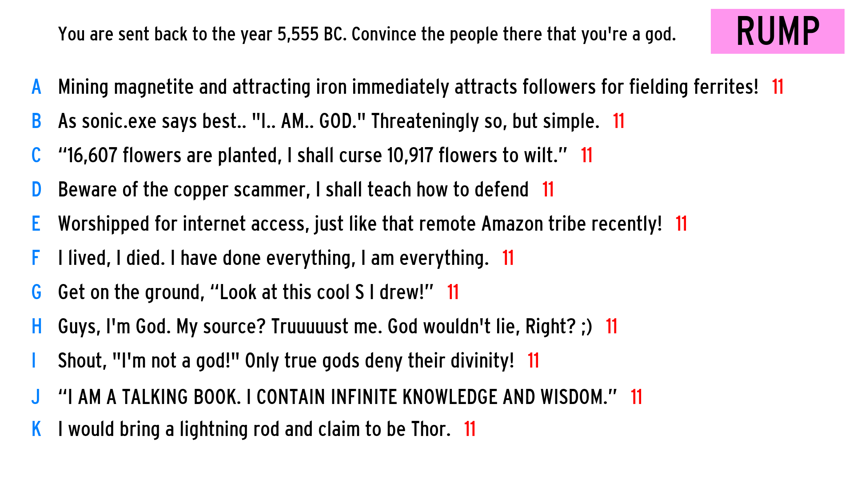 You are sent back to the year 5,555 BC. Convince the people there that you're a god. RUMP
A Mining magnetite and attracting iron immediately attracts followers for fielding ferrites! 11
B As sonic.exe says best.. "I.. AM.. GOD." Threateningly so, but simple. 11
C “16,607 flowers are planted, I shall curse 10,917 flowers to wilt.” 11
D Beware of the copper scammer, I shall teach how to defend 11
E Worshipped for internet access, just like that remote Amazon tribe recently! 11
F I lived, I died. I have done everything, I am everything. 11
G Get on the ground, “Look at this cool S I drew!” 11
H Guys, I'm God. My source? Truuuuust me. God wouldn't lie, Right? ;) 11
I Shout, "I'm not a god!" Only true gods deny their divinity! 11
J “I AM A TALKING BOOK. I CONTAIN INFINITE KNOWLEDGE AND WISDOM.” 11
K I would bring a lightning rod and claim to be Thor. 11